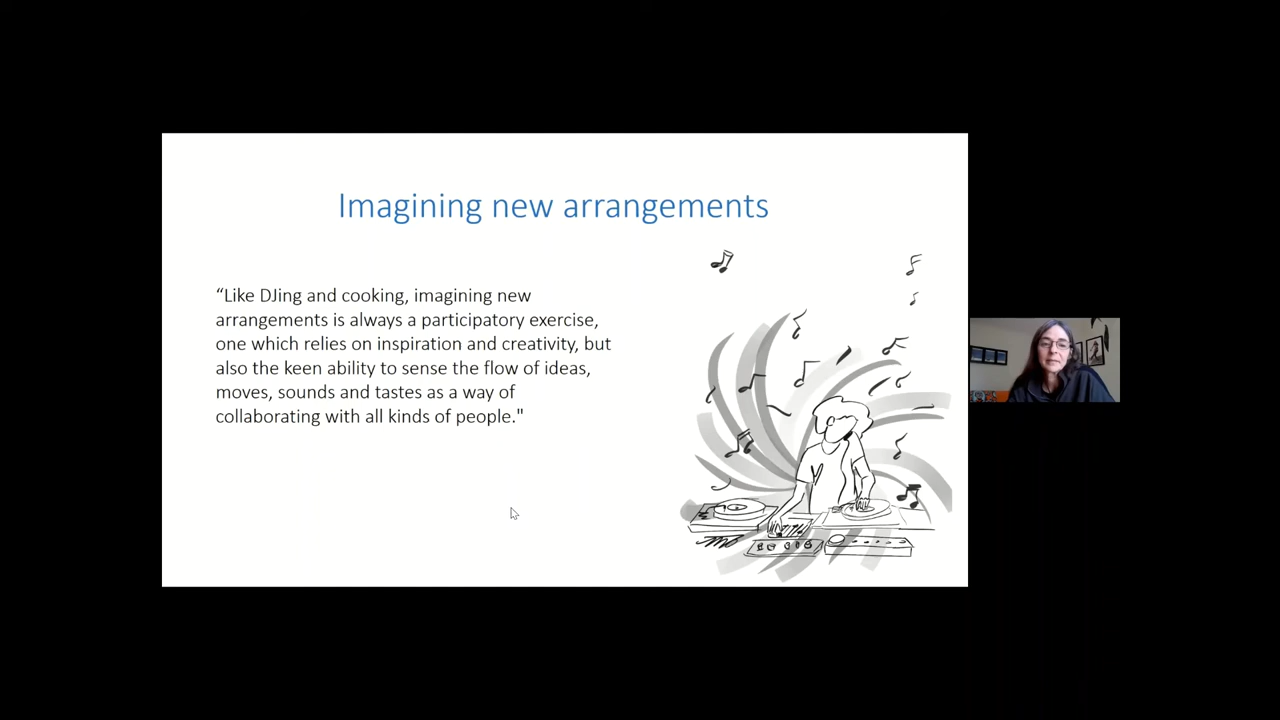 Imagining new arrangements
“Like DJing and cooking, imagining new
arrangements is always a participatory exercise,
one which relies on inspiration and creativity, but
also the keen ability to sense the flow of ideas,
moves, sounds and tastes as a way of
collaborating with all kinds of people."